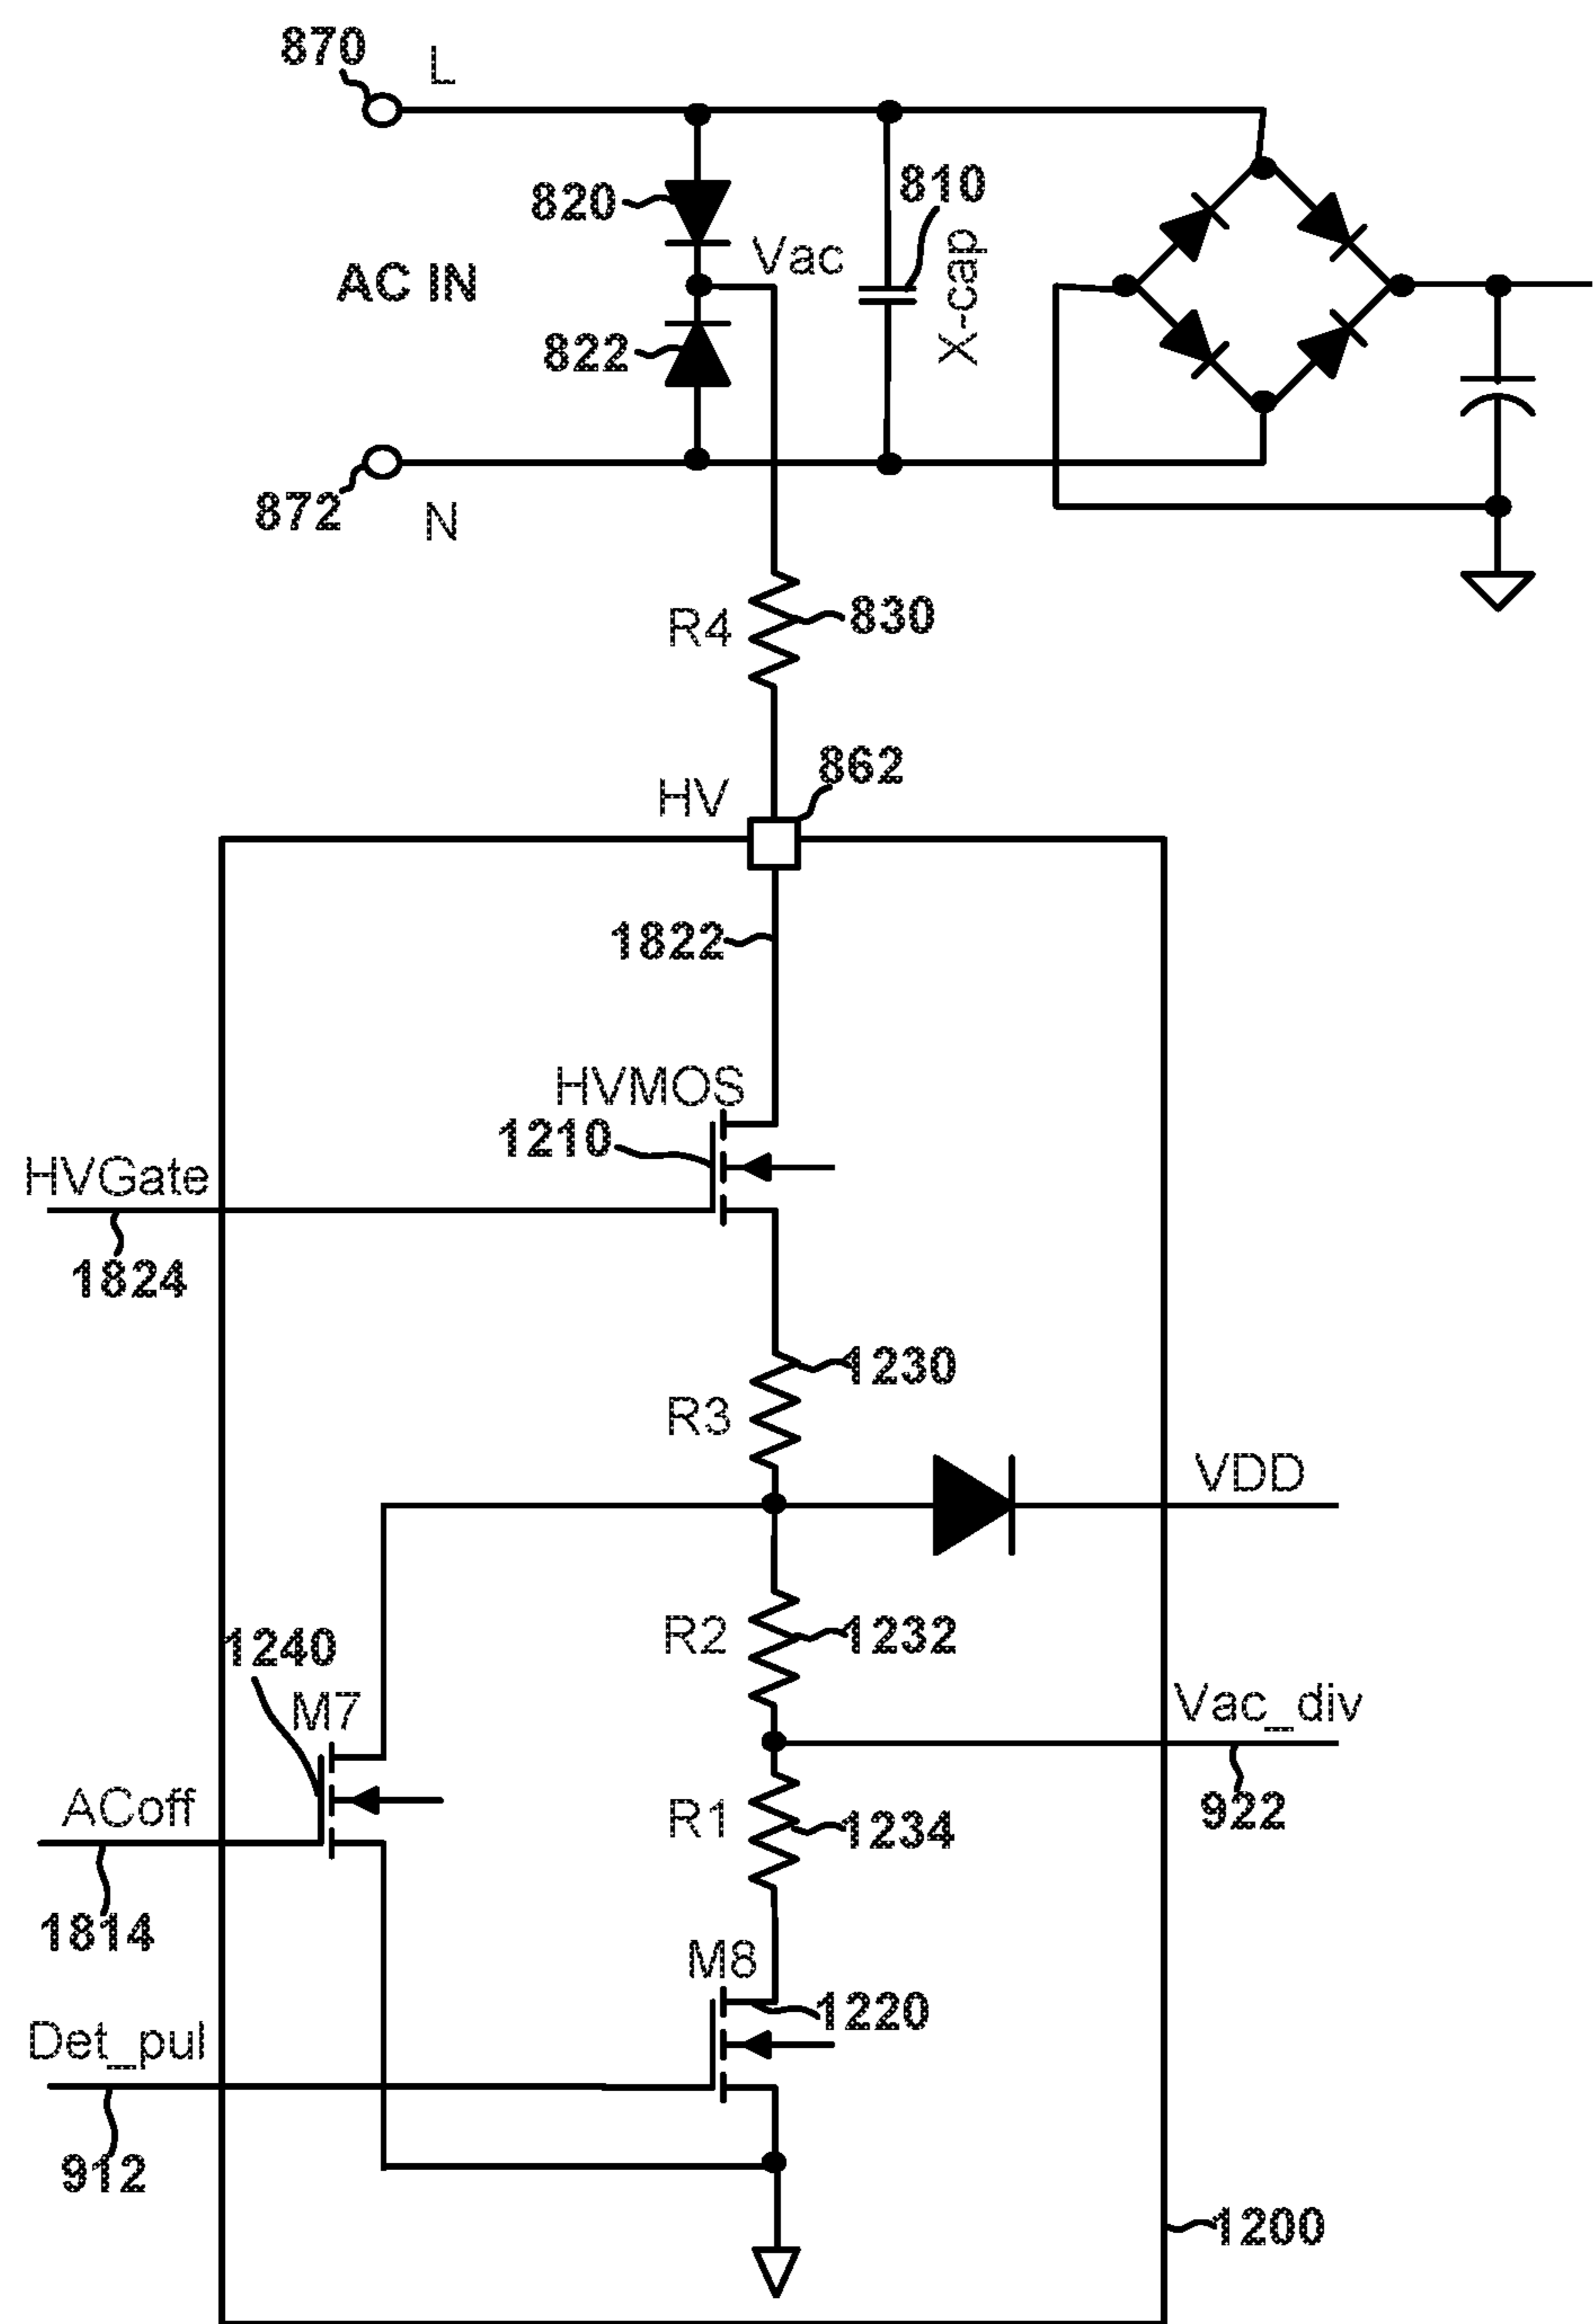 870
L
820
810
Vac
AC IN
X-cap
822
872
N
R4
830
862
HV
1822
HVMOS
1210
HVGate
1824
1230
R3
VDD
R2
1232
1240
M7
Vac_div
ACoff
R1
1234
922
1814
M8
1220
Det_pul
912
1200